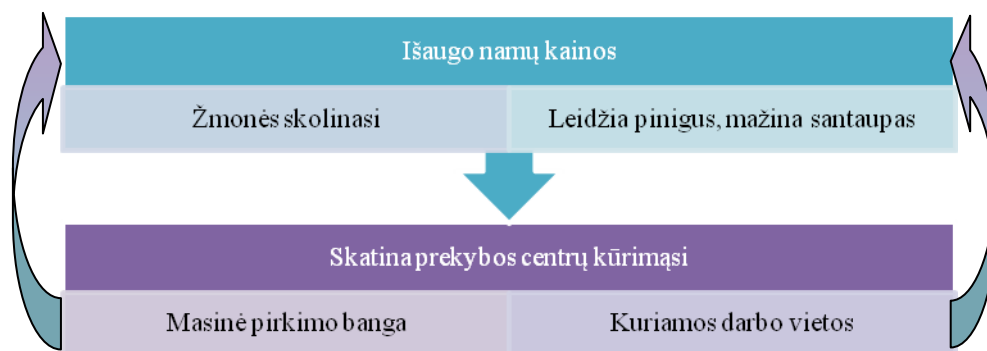 Išaugo namų kainos
Žmonės skolinasi
Leidžia pinigus, mažina santaupas
Skatina prekybos centrų kūrimąsi
Masinė pirkimo banga
Kuriamos darbo vietos